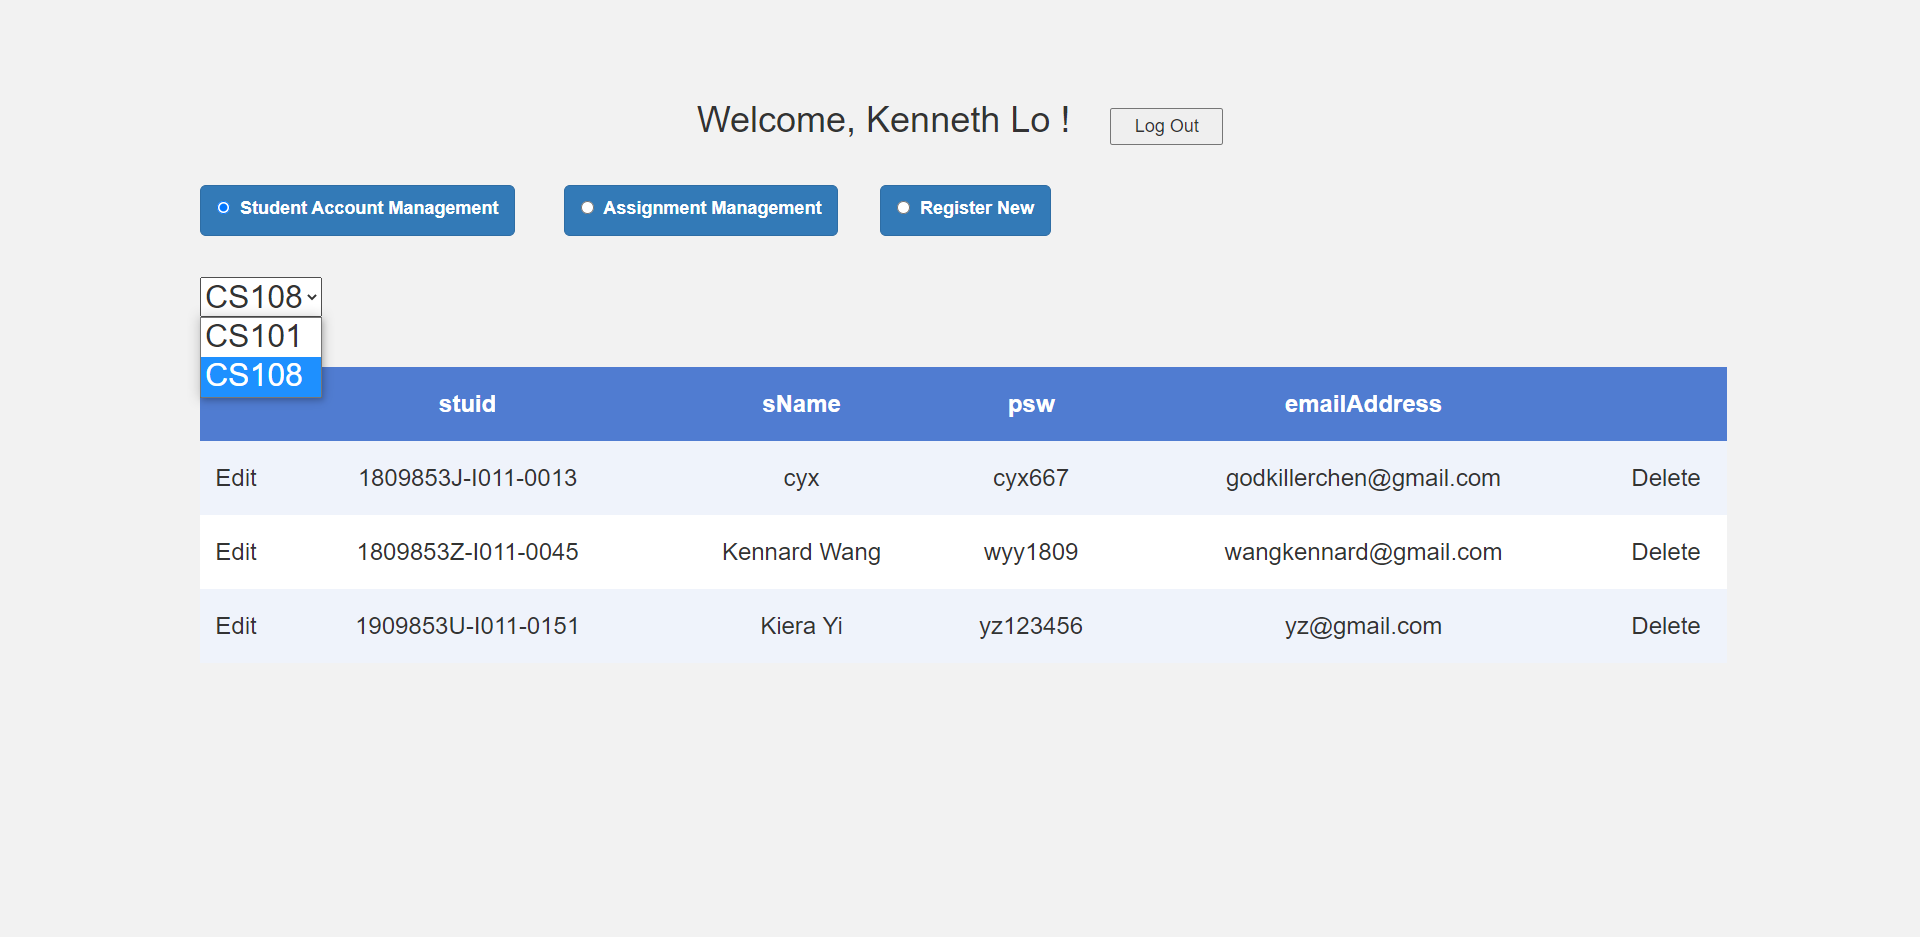 Welcome, Kenneth Lo !
Log Out
Student Account Management
Assignment Management
Register New
CS108
CS101
CS108
stuid sName psw emailAddress
Edit 1809853J-I011-0013 cyx cyx667 godkillerchen@gmail.com Delete
Edit 1809853Z-I011-0045 Kennard Wang wyy1809 wangkennard@gmail.com Delete
Edit 1909853U-I011-0151 Kiera Yi yz123456 yz@gmail.com Delete